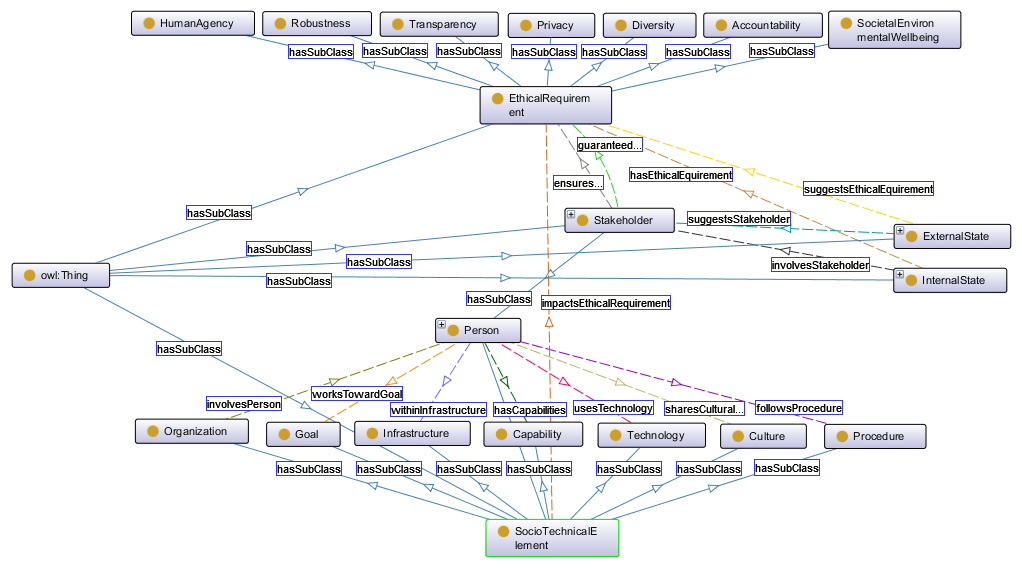 HumanAgency
Robustness
Transparency
Privacy
Diversity
Accountability
SocietalEnviron
mentalWellbeing
hasSubClass
hasSubClass
hasSubClass
hasSubClass
hasSubClass
hasSubClass
hasSubClass
EthicalRequirem
ent
guaranteed...
hasEthicalEquirement
ensures...
suggestsEthicalEquirement
hasSubClass
Stakeholder
suggestsStakeholder
ExternalState
hasSubClass
hasSubClass
involvesStakeholder
owl:Thing
hasSubClass
InternalState
hasSubClass
impactsEthicalRequirement
Person
hasSubClass
involvesPerson
worksTowardGoal
withinInfrastructure
hasCapabilities
usesTechnology
sharesCultural...
followsProcedure
Organization
Goal
Infrastructure
Capability
Technology
Culture
Procedure
hasSubClass
hasSubClass
hasSubClass
hasSubClass
hasSubClass
hasSubClass
hasSubClass
SocioTechnicalE
lement